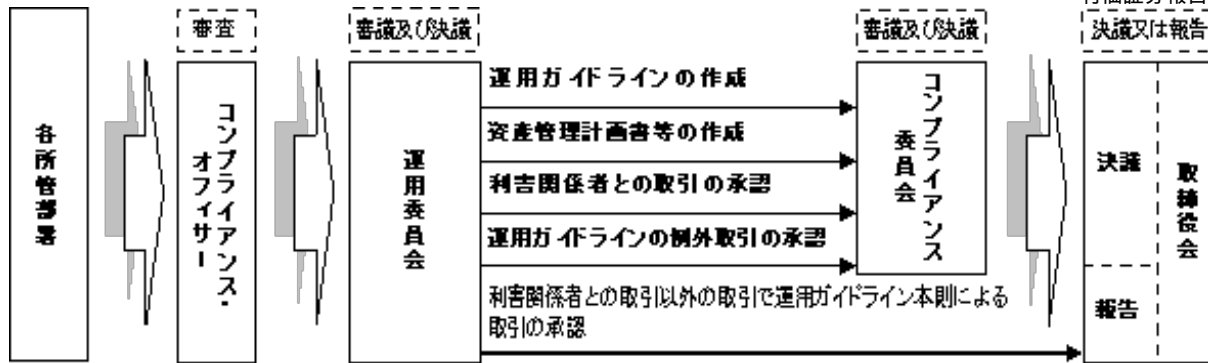 審査
審議及び決議
審議及び決議
決議又は報告
各所管部署
コンプライアンス・
オフィサー
運用委員会
運用ガイドラインの作成
資産管理計画書等の作成
利害関係者との取引の承認
運用ガイドラインの例外取引の承認
利害関係者との取引以外の取引で運用ガイドライン本則による
取引の承認
コンプライアンス
委員会
決議
報告
取締役会